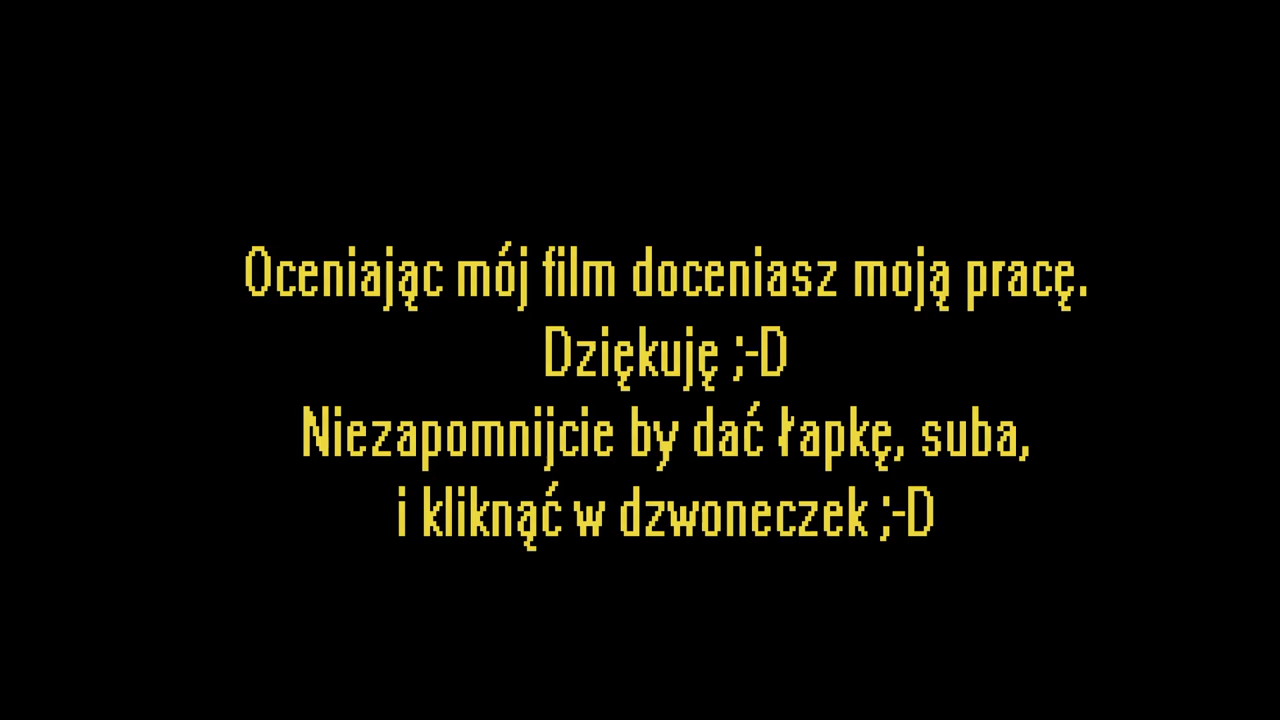 Oceniając mój film doceniasz moją pracę.
Dziękuję ;-D
Niezapomnijcie by dać łapkę, suba,
i kliknąć w dzwoneczek ;-D